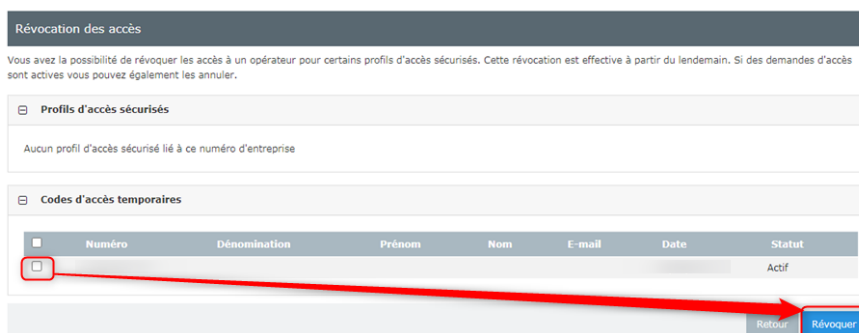 Révocation des accès
Vous avez la possibilité de révoquer les accès à un opérateur pour certains profils d'accès sécurisés. Cette révocation est effective à partir du lendemain. Si des demandes d'accès
sont actives vous pouvez également les annuler.
Profils d'accès sécurisés
Aucun profil d'accès sécurisé lié à ce numéro d'entreprise
Codes d'accès temporaires
Numéro Dénomination Prénom Nom E-mail Date Statut
Actif
Retour Révoquer